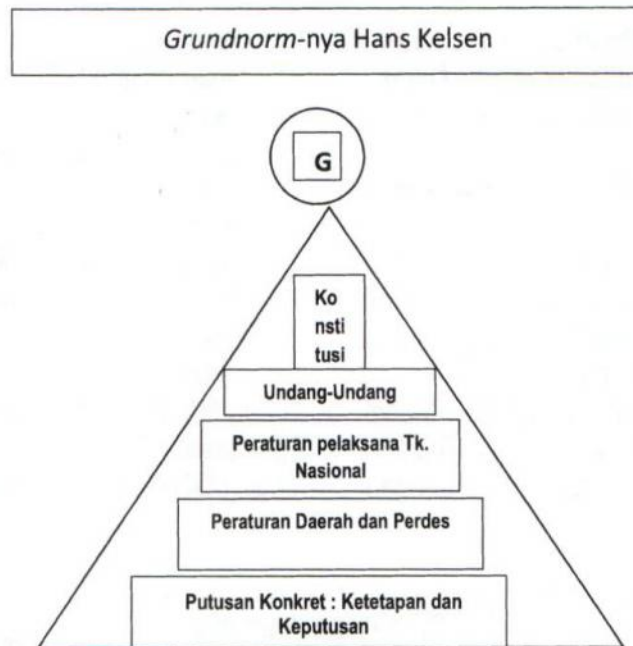 Grundnorm-nya Hans Kelsen
G
Ko
nsti
tusi
Undang-Undang
Peraturan pelaksana Tk.
Nasional
Peraturan Daerah dan Perdes
Putusan Konkret : Ketetapan dan
Keputusan